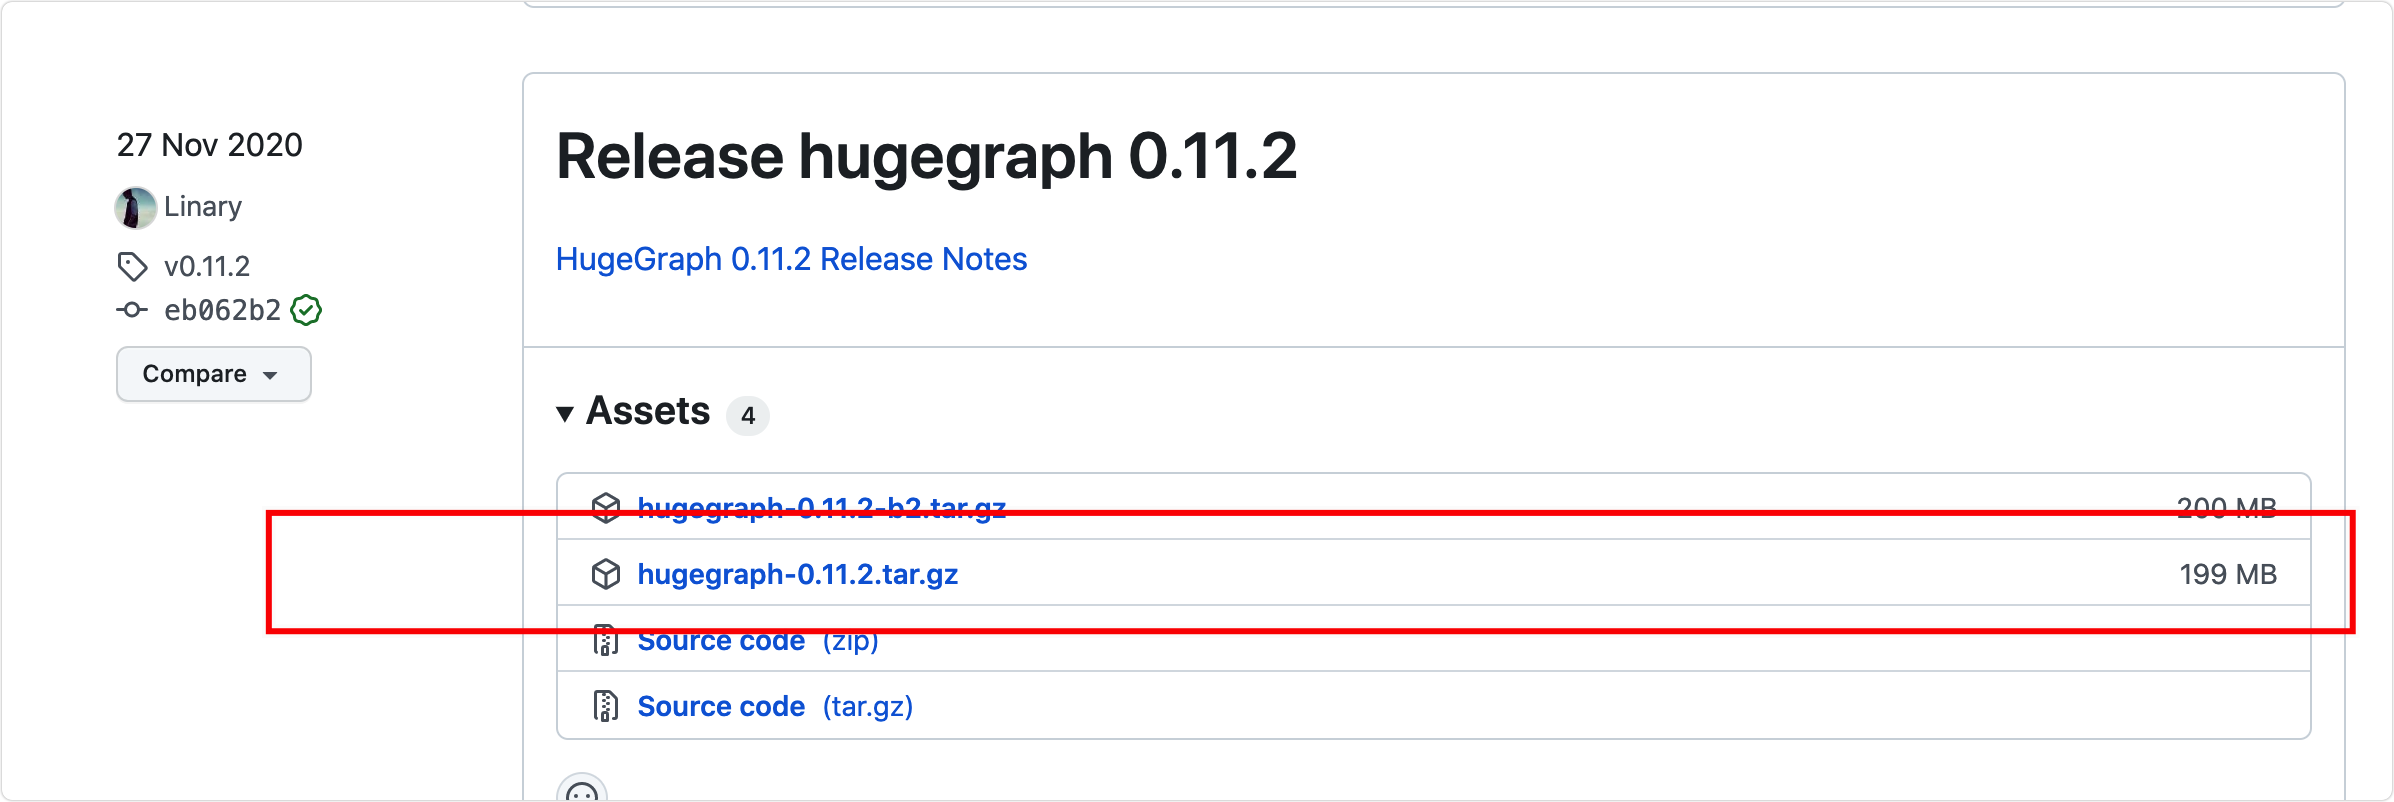 27 Nov 2020
Linary
v0.11.2
eb062b2
Compare
Release hugegraph 0.11.2
HugeGraph 0.11.2 Release Notes
Assets 4
hugegraph-0.11.2-b2.tar.gz 200 MB
hugegraph-0.11.2.tar.gz 199 MB
Source code (zip)
Source code (tar.gz)